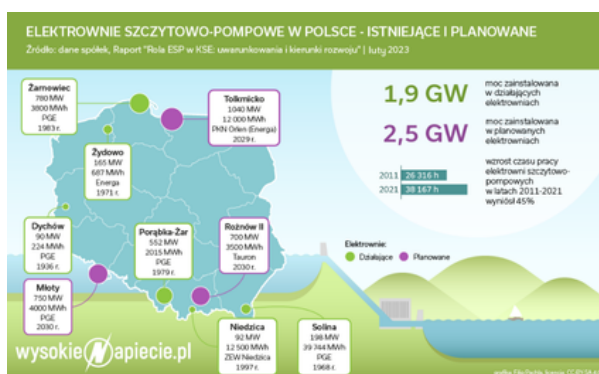 ELEKTROWNIE SZCZYTOWO-POMPOWE W POLSCE - ISTNIEJĄCE I PLANOWANE
Źródło: dane spółek, Raport "Rola ESP w KSE: uwarunkowania i kierunki rozwoju" | luty 2023
Żarnowiec
780 MW
3800 MWh
PGE
1983 r.
Tolkmicko
1040 MW
12 000 MWh
PKN Orlen (Energa)
2029 r.
Żydowo
165 MW
687 MWh
Energa
1971 r.
Dychów
90 MW
224 MWh
PGE
1936 r.
Porąbka-Żar
552 MW
2015 MWh
PGE
1979 r.
Rożnów II
700 MW
3500 MWh
Tauron
2030 r.
Młoty
750 MW
4000 MWh
PGE
2030 r.
Niedzica
92 MW
12 500 MWh
ZEW Niedzica
1997 r.
Solina
198 MW
39 744 MWh
PGE
1968 r.
1,9 GW
moc zainstalowana
w działających
elektrowniach
2,5 GW
moc zainstalowana
w planowanych
elektrowniach
2011 26 316 h
2021 38 167 h
wzrost czasu pracy
elektrowni szczytowo-
pompowych
w latach 2011-2021
wyniósł 45%
Elektrownie:
Działające
Planowane
wysokieNapiecie.pl